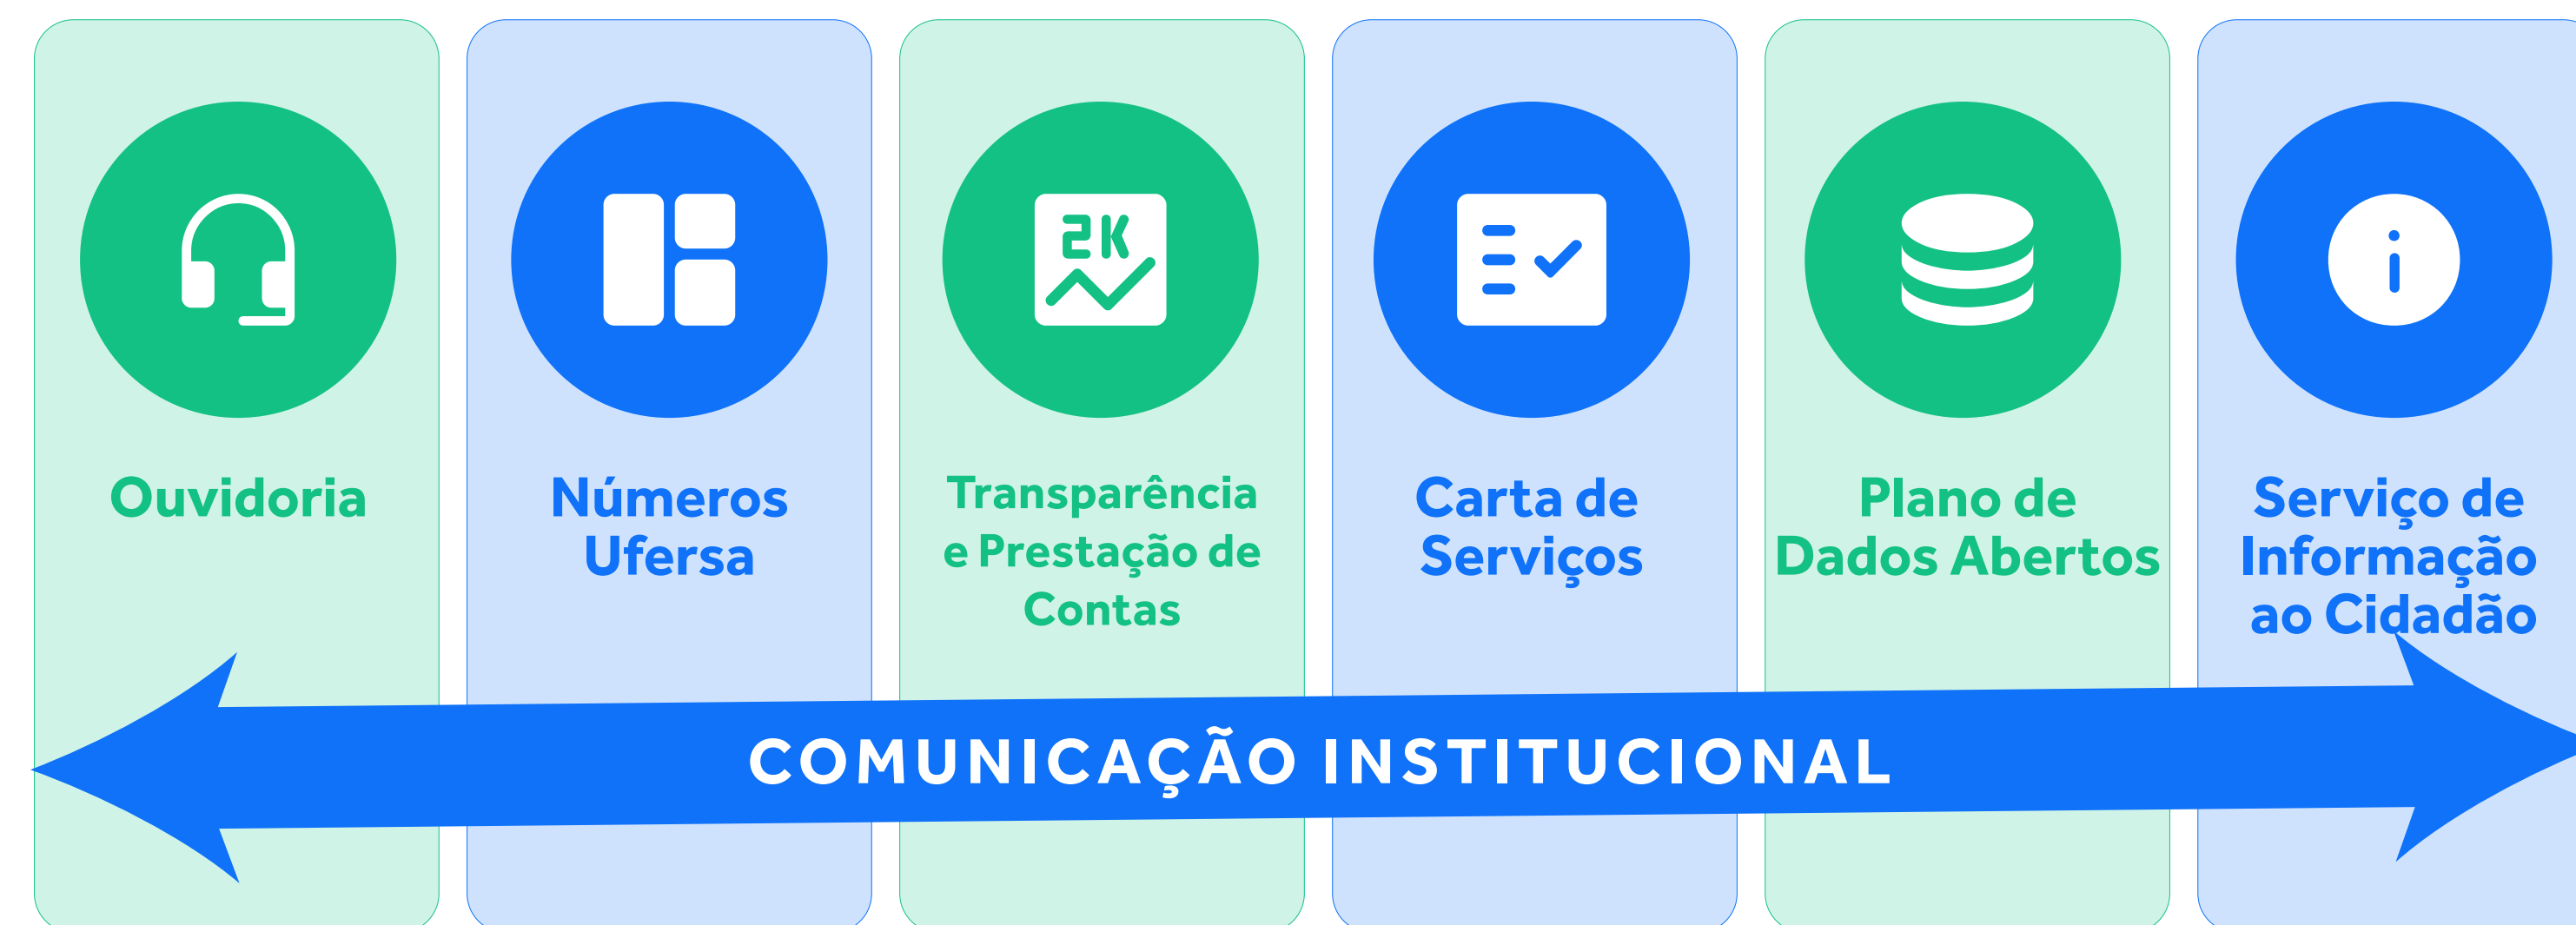 2K
Ouvidoria
Números
Ufersa
Transparência
e Prestação de
Contas
Carta de
Serviços
Plano de
Dados Abertos
Serviço de
Informação
ao Cidadão
COMUNICAÇÃO INSTITUCIONAL